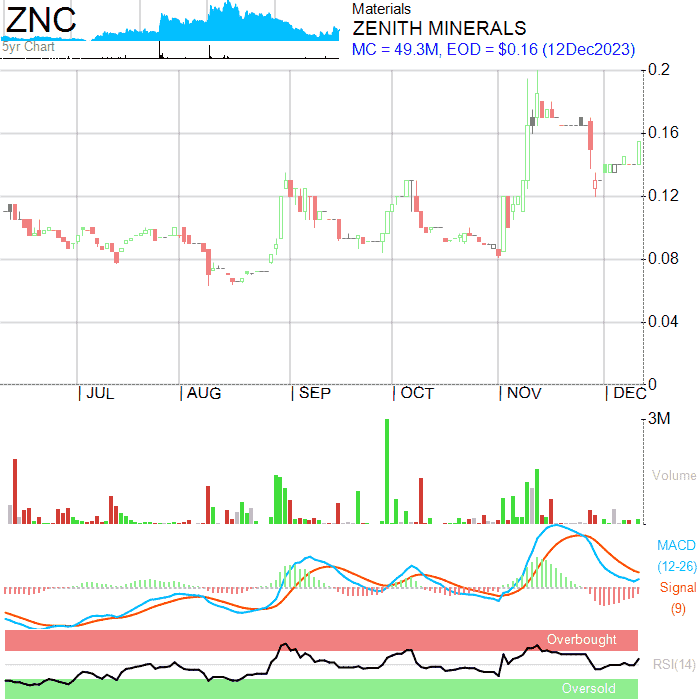 ZNC
5yr Chart
Materials
ZENITH MINERALS
MC = 49.3M, EOD = $0.16 (12Dec2023)
0.2
0.16
0.12
0.08
0.04
0
JUL
AUG
SEP
OCT
NOV
DEC
3M
Volume
MACD
(12-26)
Signal
(9)
Overbought
RSI(14)
Oversold